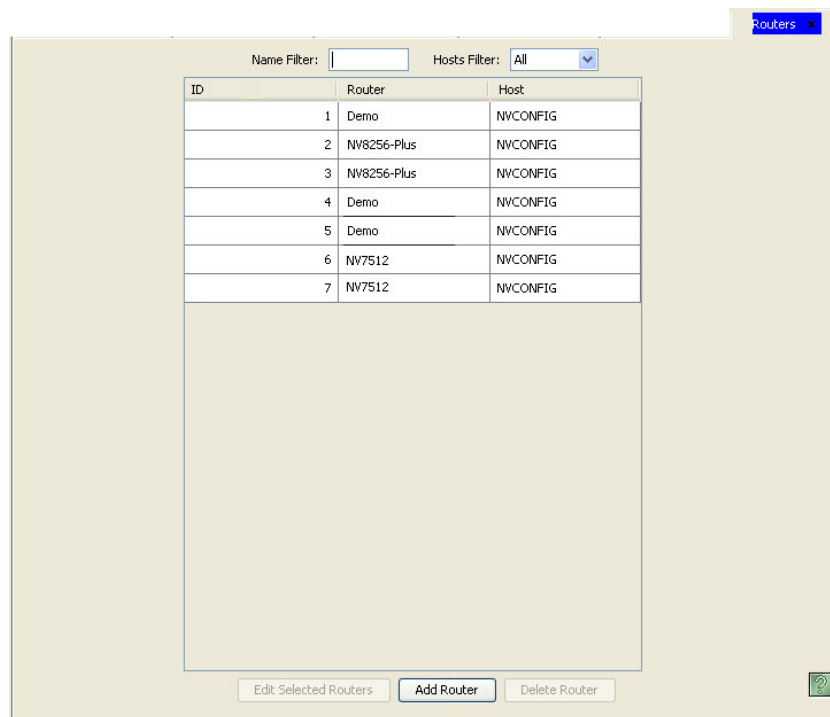 Routers x
Name Filter: Hosts Filter: All
ID Router Host
1 Demo NVCONFIG
2 NV8256-Plus NVCONFIG
3 NV8256-Plus NVCONFIG
4 Demo NVCONFIG
5 Demo NVCONFIG
6 NV7512 NVCONFIG
7 NV7512 NVCONFIG
Edit Selected Routers Add Router Delete Router
?